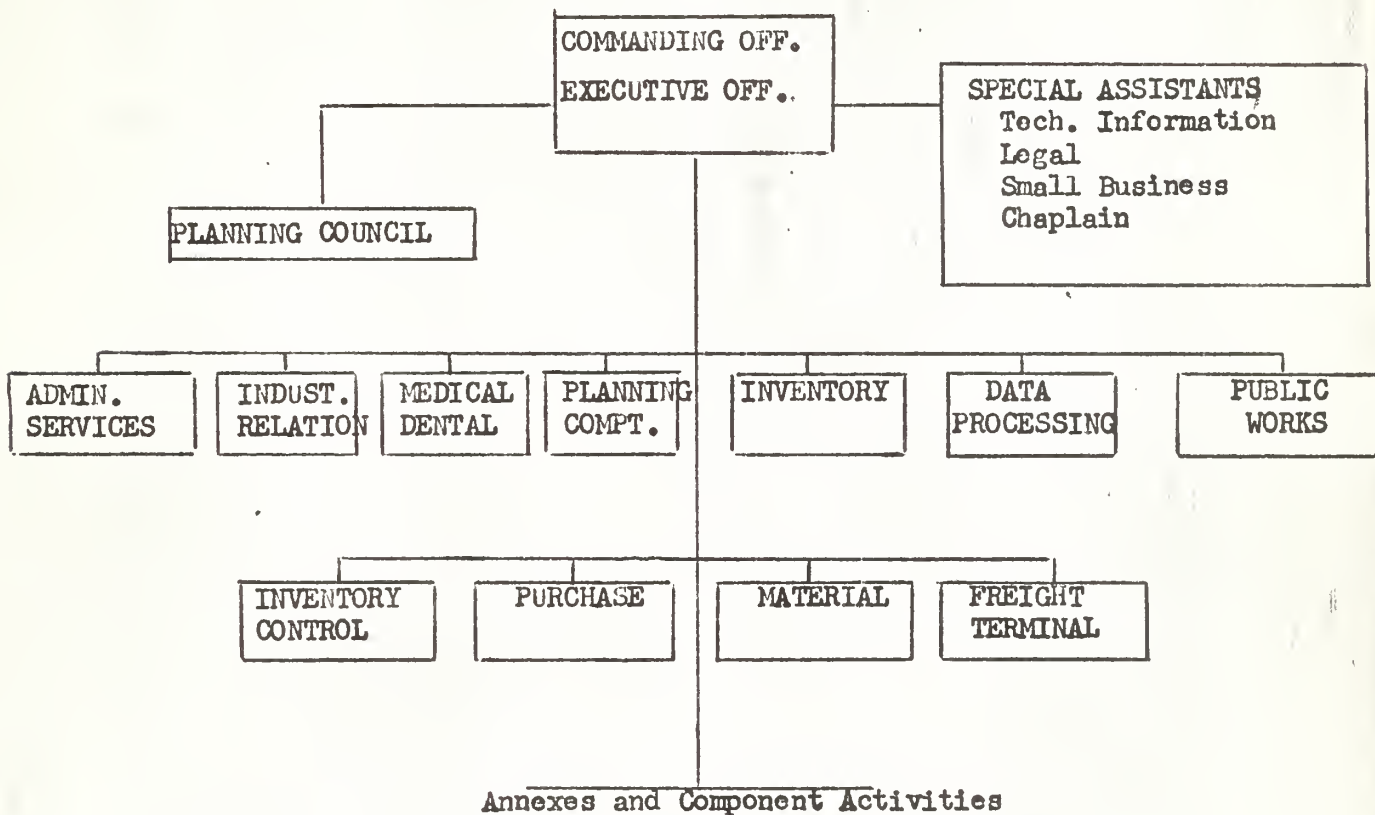 COMMANDING OFF.
EXECUTIVE OFF.
SPECIAL ASSISTANTS
Tech. Information
Legal
Small Business
Chaplain
PLANNING COUNCIL
ADMIN.
SERVICES
INDUST.
RELATION
MEDICAL
DENTAL
PLANNING
COMPT.
INVENTORY
DATA
PROCESSING
PUBLIC
WORKS
INVENTORY
CONTROL
PURCHASE
MATERIAL
FREIGHT
TERMINAL
Annexes and Component Activities